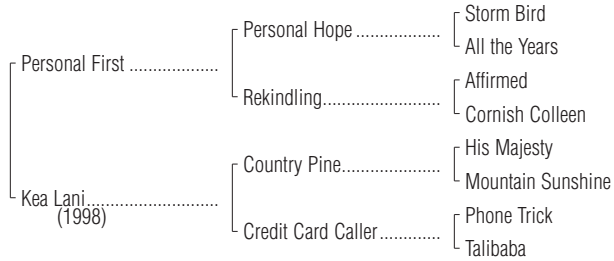 Storm Bird
Personal Hope ..................
All the Years
Personal First ...................
Affirmed
Rekindling.........................
Cornish Colleen
His Majesty
Country Pine.....................
Mountain Sunshine
Kea Lani............................
(1998)
Phone Trick
Credit Card Caller.............
Talibaba